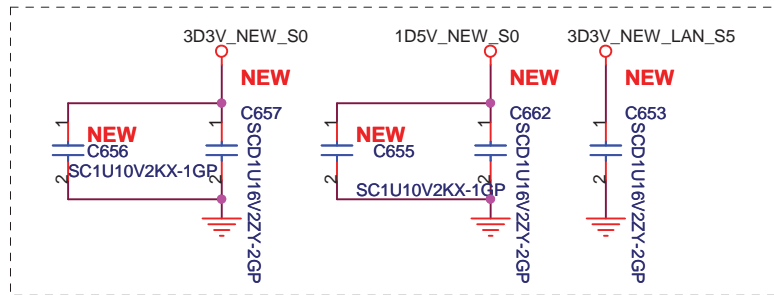 3D3V_NEW_S0
1D5V_NEW_S0
3D3V_NEW_LAN_S5
NEW
NEW
NEW
1
NEW
C656
2
SC1U10V2KX-1GP
1
C657
2
SCD1U16V2ZY-2GP
1
NEW
C655
2
SC1U10V2KX-1GP
1
C662
2
SCD1U16V2ZY-2GP
1
C653
2
SCD1U16V2ZY-2GP